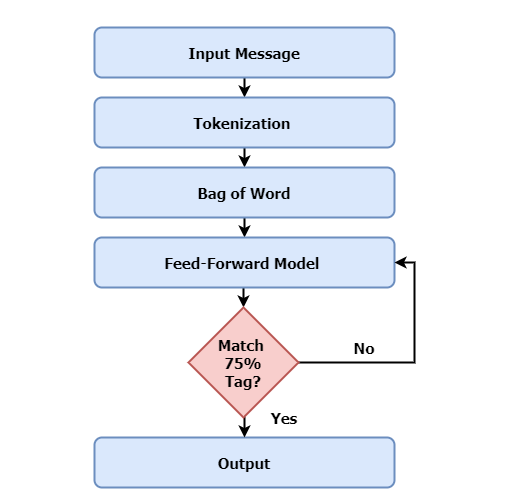 Input Message
Tokenization
Bag of Word
Feed-Forward Model
Match
75%
Tag?
No
Yes
Output